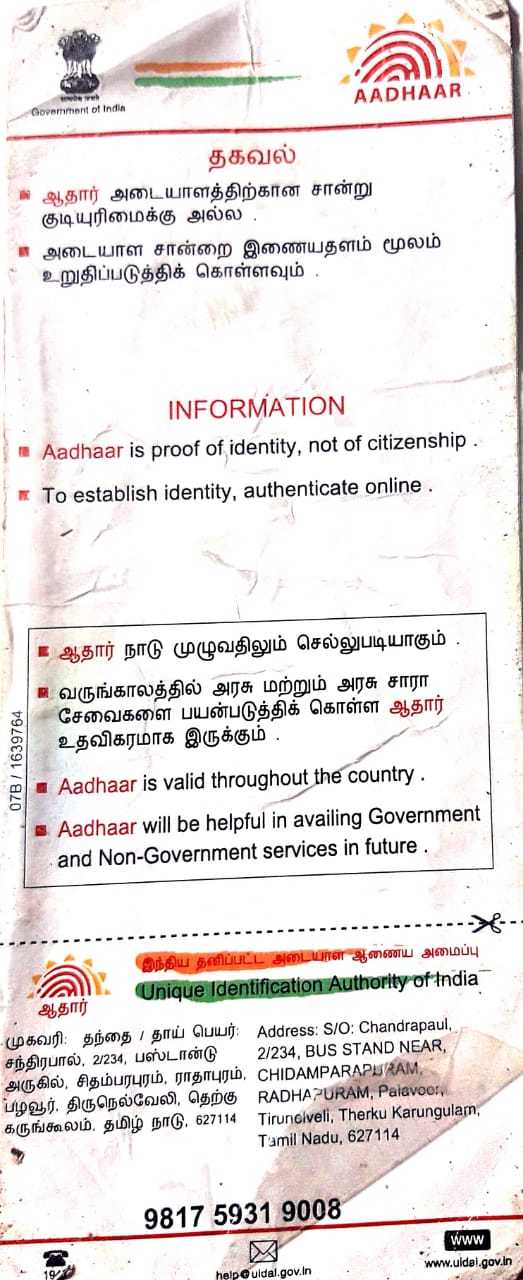 Government of India
AADHAAR
தகவல்
ஆதார் அடையாளத்திற்கான சான்று
குடியுரிமைக்கு அல்ல .
அடையாள சான்றை இணையதளம் மூலம்
உறுதிப்படுத்திக் கொள்ளவும் .
INFORMATION
Aadhaar is proof of identity, not of citizenship .
To establish identity, authenticate online .
ஆதார் நாடு முழுவதிலும் செல்லுபடியாகும் .
வருங்காலத்தில் அரசு மற்றும் அரசு சாரா
சேவைகளை பயன்படுத்திக் கொள்ள ஆதார்
உதவிகரமாக இருக்கும் .
Aadhaar is valid throughout the country .
Aadhaar will be helpful in availing Government
and Non-Government services in future .
07B / 1639764
இந்திய தனிப்பட்ட அடையாள ஆணைய அமைப்பு
Unique Identification Authority of India
ஆதார்
முகவரி: தந்தை / தாய் பெயர்:
சந்திரபால், 2/234, பஸ்டாண்டு
அருகில், சிதம்பரபுரம், ராதாபுரம்,
பழவூர், திருநெல்வேலி, தெற்கு
கருங்கூலம், தமிழ் நாடு, 627114
Address: S/O: Chandrapaul,
2/234, BUS STAND NEAR,
CHIDAMPARAPURAM,
RADHAPURAM, Palavoor,
Tirunelveli, Therku Karungulam,
Tamil Nadu, 627114
9817 5931 9008
help@uidai.gov.in
WWW
www.uidai.gov.in